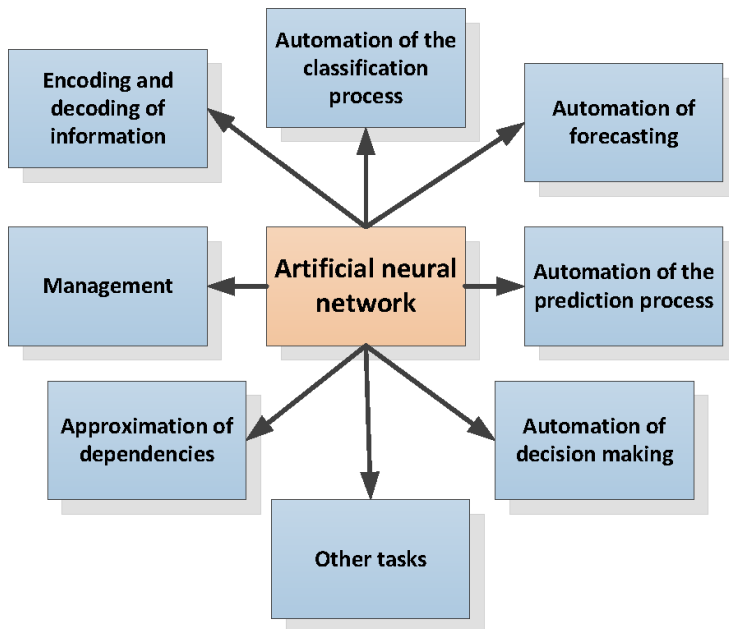 Automation of the
classification
process
Encoding and
decoding of
information
Automation of
forecasting
Management
Artificial neural
network
Automation of the
prediction process
Approximation of
dependencies
Automation of
decision making
Other tasks